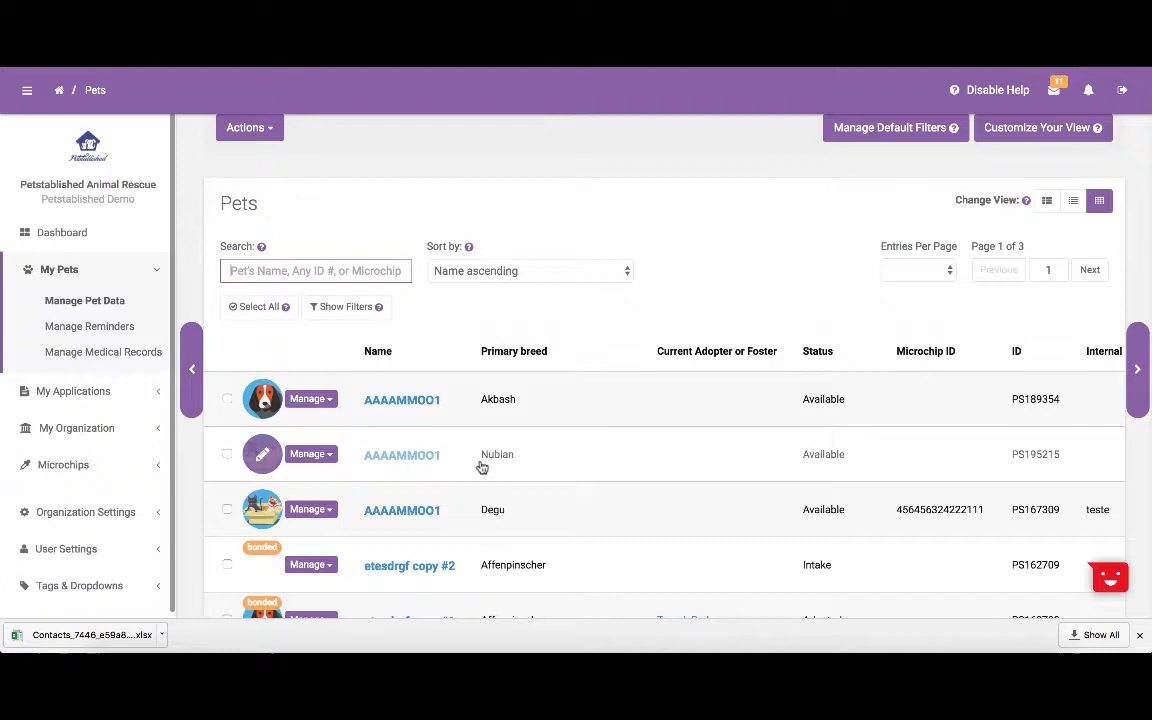 / Pets
Disable Help
11
Petstablished
Petstablished Animal Rescue
Petstablished Demo
Dashboard
My Pets
Manage Pet Data
Manage Reminders
Manage Medical Records
My Applications
My Organization
Microchips
Organization Settings
User Settings
Tags & Dropdowns
Actions
Manage Default Filters
Customize Your View
Pets
Change View:
Search:
Sort by:
Entries Per Page
Page 1 of 3
Pet's Name, Any ID #, or Microchip
Name ascending
Previous
1
Next
Select All
Show Filters
Name
Primary breed
Current Adopter or Foster
Status
Microchip ID
ID
Internal
Manage
AAAAMMOO1
Akbash
Available
PS189354
Manage
AAAAMMOO1
Nubian
Available
PS195215
Manage
AAAAMMOO1
Degu
Available
456456324222111
PS167309
teste
bonded
Manage
etesdrgf copy #2
Affenpinscher
Intake
PS162709
bonded
Contacts_7446_e59a8....xlsx
Show All